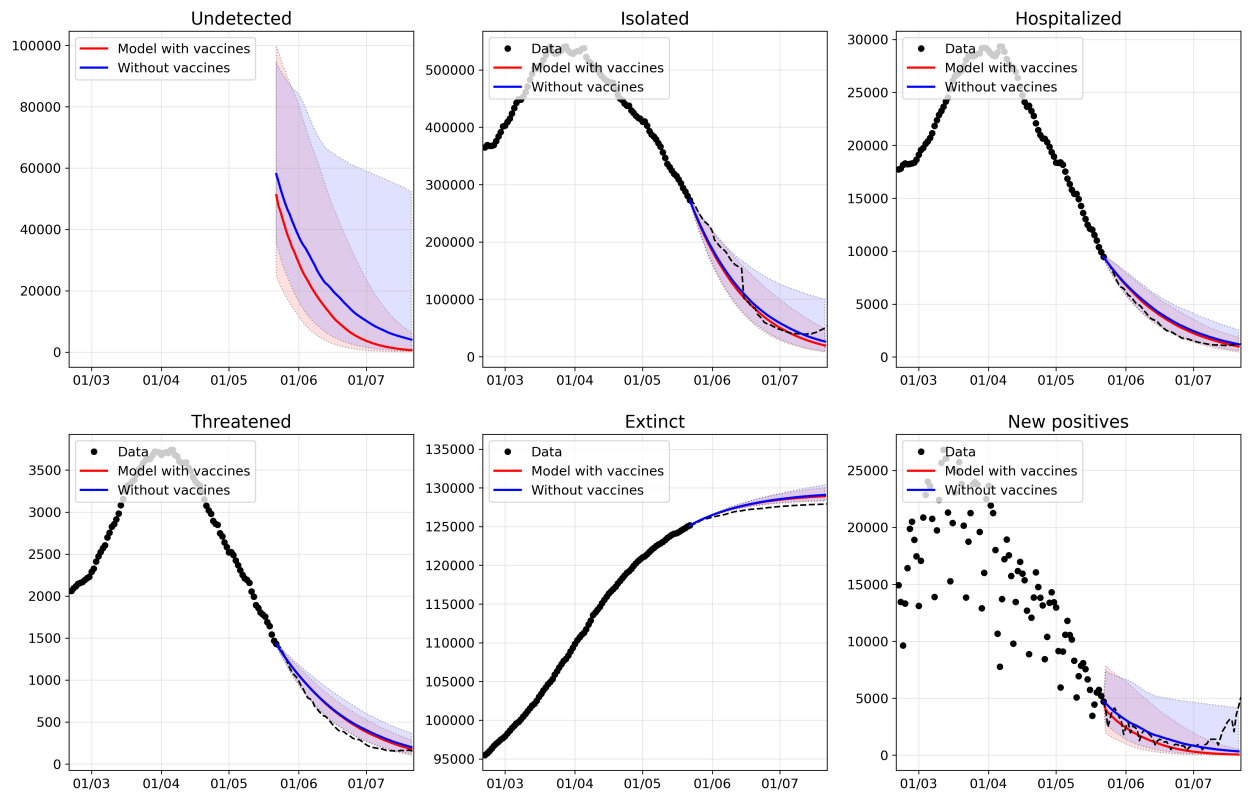 Undetected
100000
80000
60000
40000
20000
0
01/03 01/04 01/05 01/06 01/07
Model with vaccines
Without vaccines
Isolated
500000
400000
300000
200000
100000
0
01/03 01/04 01/05 01/06 01/07
Data
Model with vaccines
Without vaccines
Hospitalized
30000
25000
20000
15000
10000
5000
0
01/03 01/04 01/05 01/06 01/07
Data
Model with vaccines
Without vaccines
Threatened
3500
3000
2500
2000
1500
1000
500
0
01/03 01/04 01/05 01/06 01/07
Data
Model with vaccines
Without vaccines
Extinct
135000
130000
125000
120000
115000
110000
105000
100000
95000
01/03 01/04 01/05 01/06 01/07
Data
Model with vaccines
Without vaccines
New positives
25000
20000
15000
10000
5000
0
01/03 01/04 01/05 01/06 01/07
Data
Model with vaccines
Without vaccines